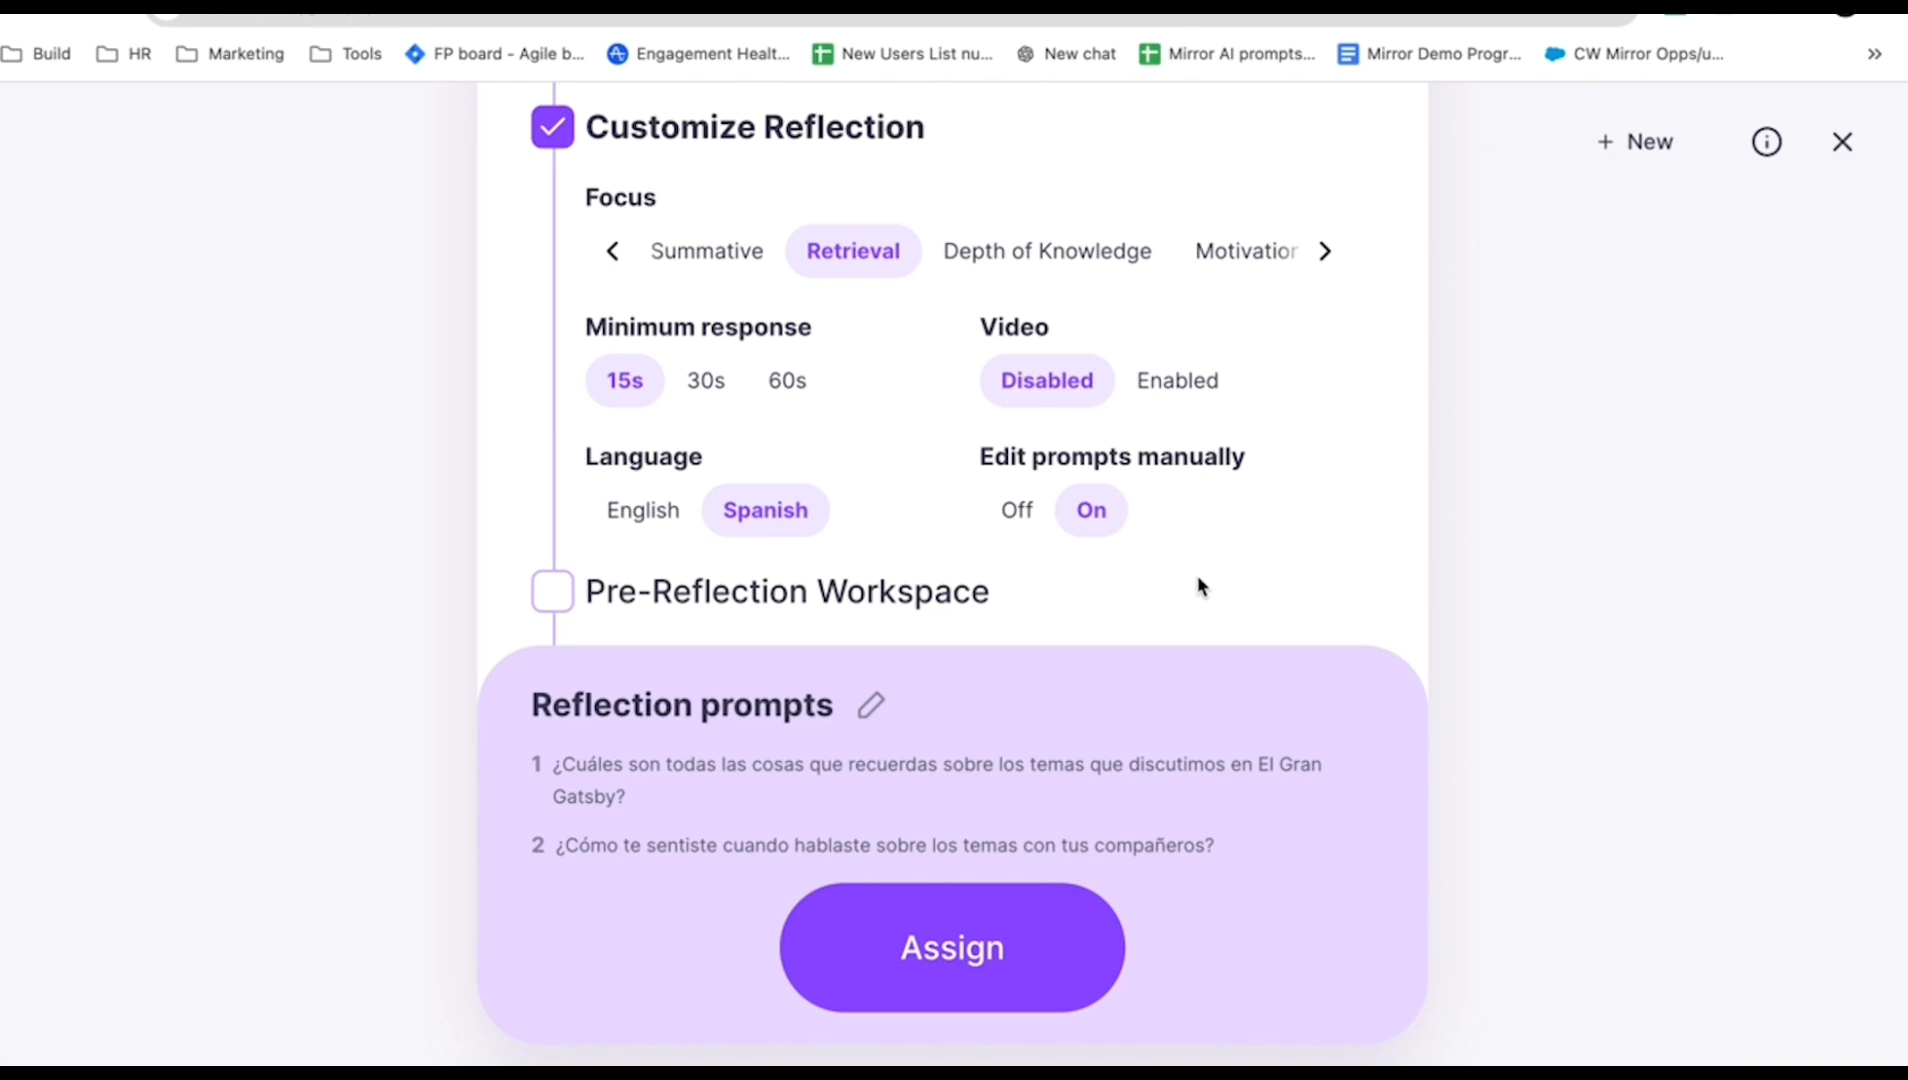 Build HR Marketing Tools FP board - Agile b... Engagement Healt... New Users List nu... New chat Mirror AI prompts... Mirror Demo Progr... CW Mirror Opps/u... »
Customize Reflection
+ New
Focus
Summative Retrieval Depth of Knowledge Motivation
Minimum response Video
15s 30s 60s Disabled Enabled
Language Edit prompts manually
English Spanish Off On
Pre-Reflection Workspace
Reflection prompts
1 ¿Cuáles son todas las cosas que recuerdas sobre los temas que discutimos en El Gran
Gatsby?
2 ¿Cómo te sentiste cuando hablaste sobre los temas con tus compañeros?
Assign